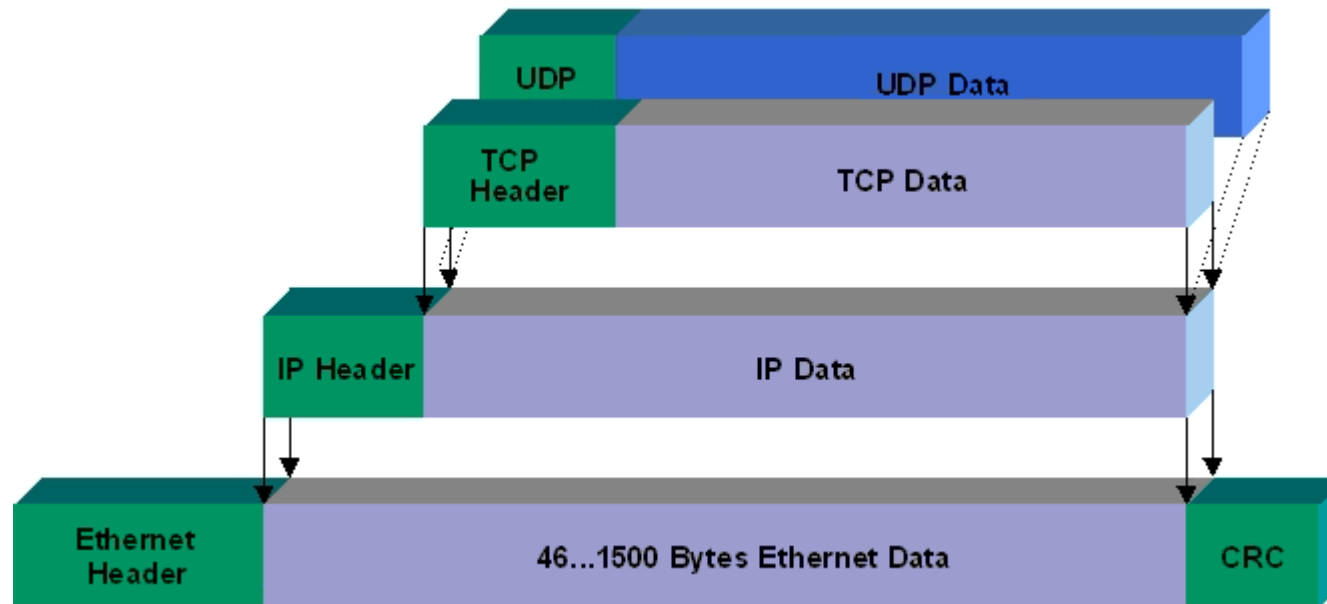 UDP
UDP Data
TCP
Header
TCP Data
IP Header
IP Data
Ethernet
Header
46...1500 Bytes Ethernet Data
CRC